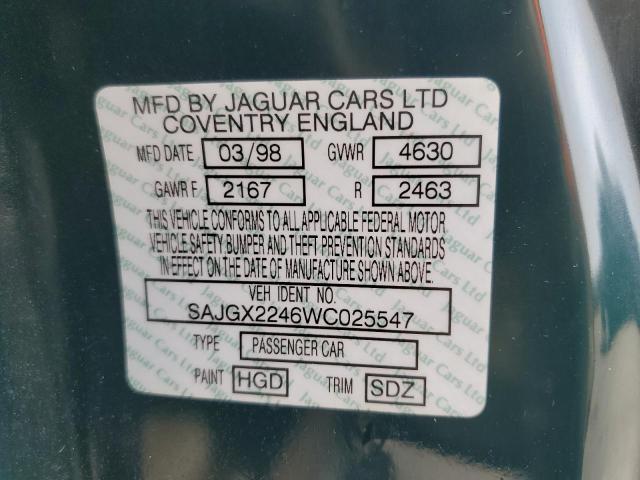 MFD BY JAGUAR CARS LTD
COVENTRY ENGLAND
MFD DATE 03/98 GVWR 4630
GAWR F 2167 R 2463
THIS VEHICLE CONFORMS TO ALL APPLICABLE FEDERAL MOTOR
VEHICLE SAFETY BUMPER AND THEFT PREVENTION STANDARDS
IN EFFECT ON THE DATE OF MANUFACTURE SHOWN ABOVE.
VEH IDENT NO.
SAJGX2246WC025547
TYPE PASSENGER CAR
PAINT HGD TRIM SDZ